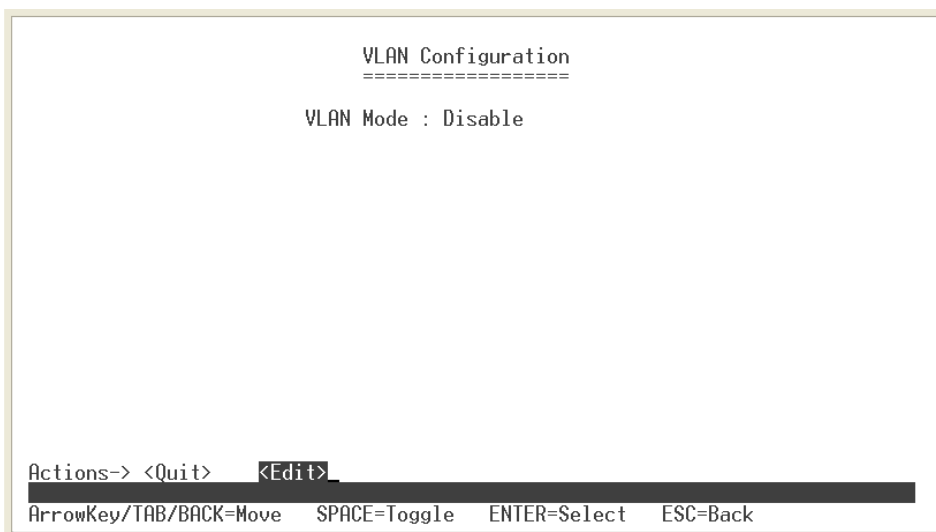 VLAN Configuration
===================
VLAN Mode : Disable
Actions-> <Quit> <Edit>_
ArrowKey/TAB/BACK=Move SPACE=Toggle ENTER=Select ESC=Back